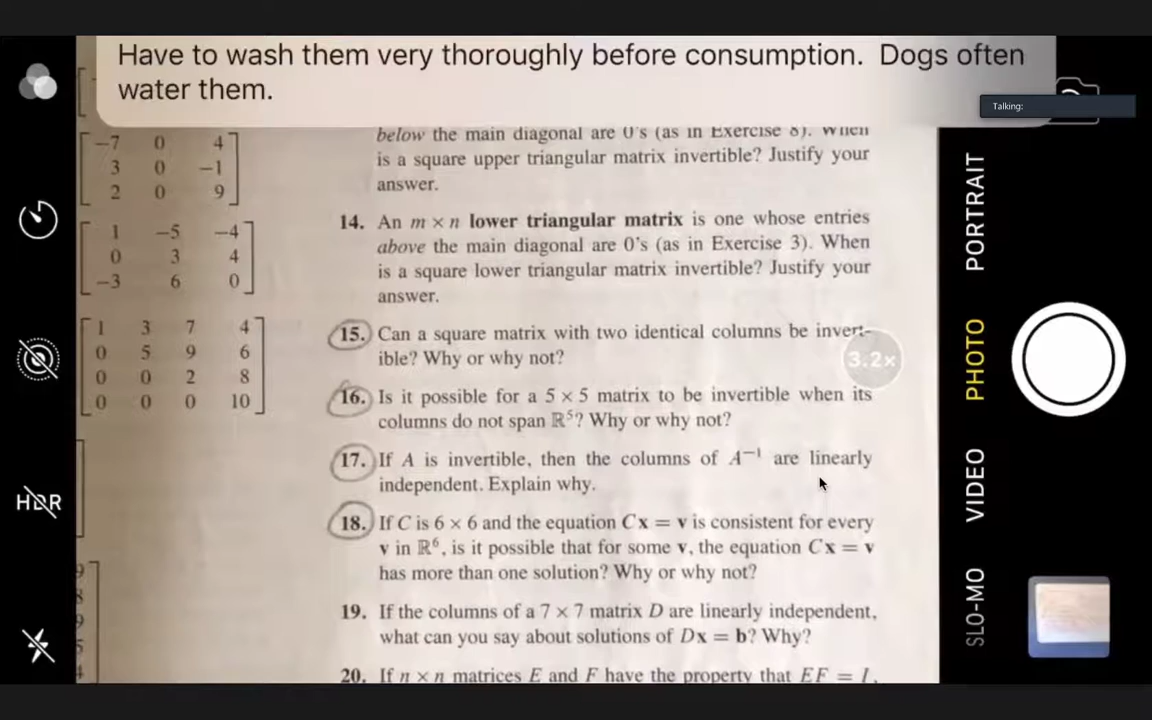 Have to wash them very thoroughly before consumption. Dogs often
water them.
Talking:
below the main diagonal are 0's (as in Exercise 8). When
is a square upper triangular matrix invertible? Justify your
answer.
14. An m × n lower triangular matrix is one whose entries
above the main diagonal are 0's (as in Exercise 3). When
is a square lower triangular matrix invertible? Justify your
answer.
15. Can a square matrix with two identical columns be invert-
ible? Why or why not?
16. Is it possible for a 5 × 5 matrix to be invertible when its
columns do not span ℝ⁵? Why or why not?
17. If A is invertible, then the columns of A⁻¹ are linearly
independent. Explain why.
18. If C is 6 × 6 and the equation Cx = v is consistent for every
v in ℝ⁶, is it possible that for some v, the equation Cx = v
has more than one solution? Why or why not?
19. If the columns of a 7 × 7 matrix D are linearly independent,
what can you say about solutions of Dx = b? Why?
20. If n × n matrices E and F have the property that EF = I,
-7 0 4
3 0 -1
2 0 9
1 -5 -4
0 3 4
-3 6 0
1 3 7 4
0 5 9 6
0 0 2 8
0 0 0 10
3.2×
HDR
PORTRAIT
PHOTO
VIDEO
SLO-MO